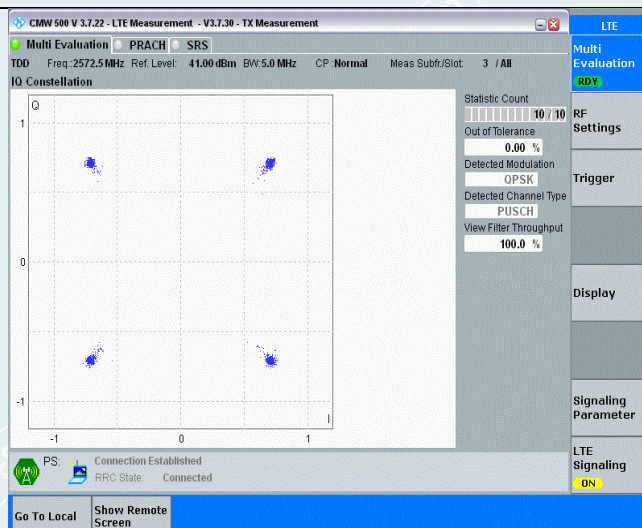 CMW 500 V 3.7.22 - LTE Measurement - V3.7.30 - TX Measurement
LTE
Multi Evaluation PRACH SRS
TDD Freq.:2572.5 MHz Ref. Level: 41.00 dBm BW:5.0 MHz CP :Normal Meas Subfr./Slot: 3 / All
IQ Constellation
Q
1
0
-1
-1 0 1
I
Statistic Count
10 / 10
Out of Tolerance
0.00 %
Detected Modulation
QPSK
Detected Channel Type
PUSCH
View Filter Throughput
100.0 %
PS: Connection Established
RRC State: Connected
Multi
Evaluation
RDY
RF
Settings
Trigger
Display
Signaling
Parameter
LTE
Signaling
ON
Go To Local
Show Remote
Screen